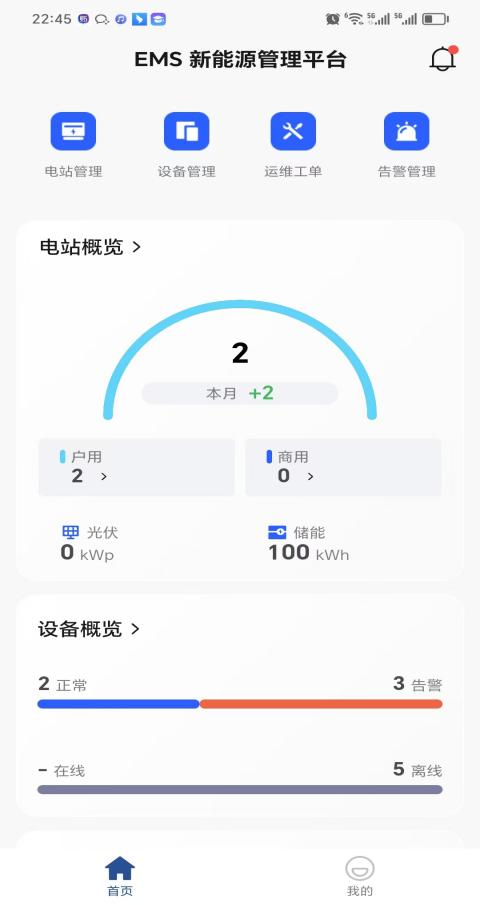 22:45
EMS 新能源管理平台
电站管理 设备管理 运维工单 告警管理
电站概览 >
2
本月 +2
户用 商用
2 > 0 >
光伏 储能
0 kWp 100 kWh
设备概览 >
2 正常 3 告警
- 在线 5 离线
首页 我的